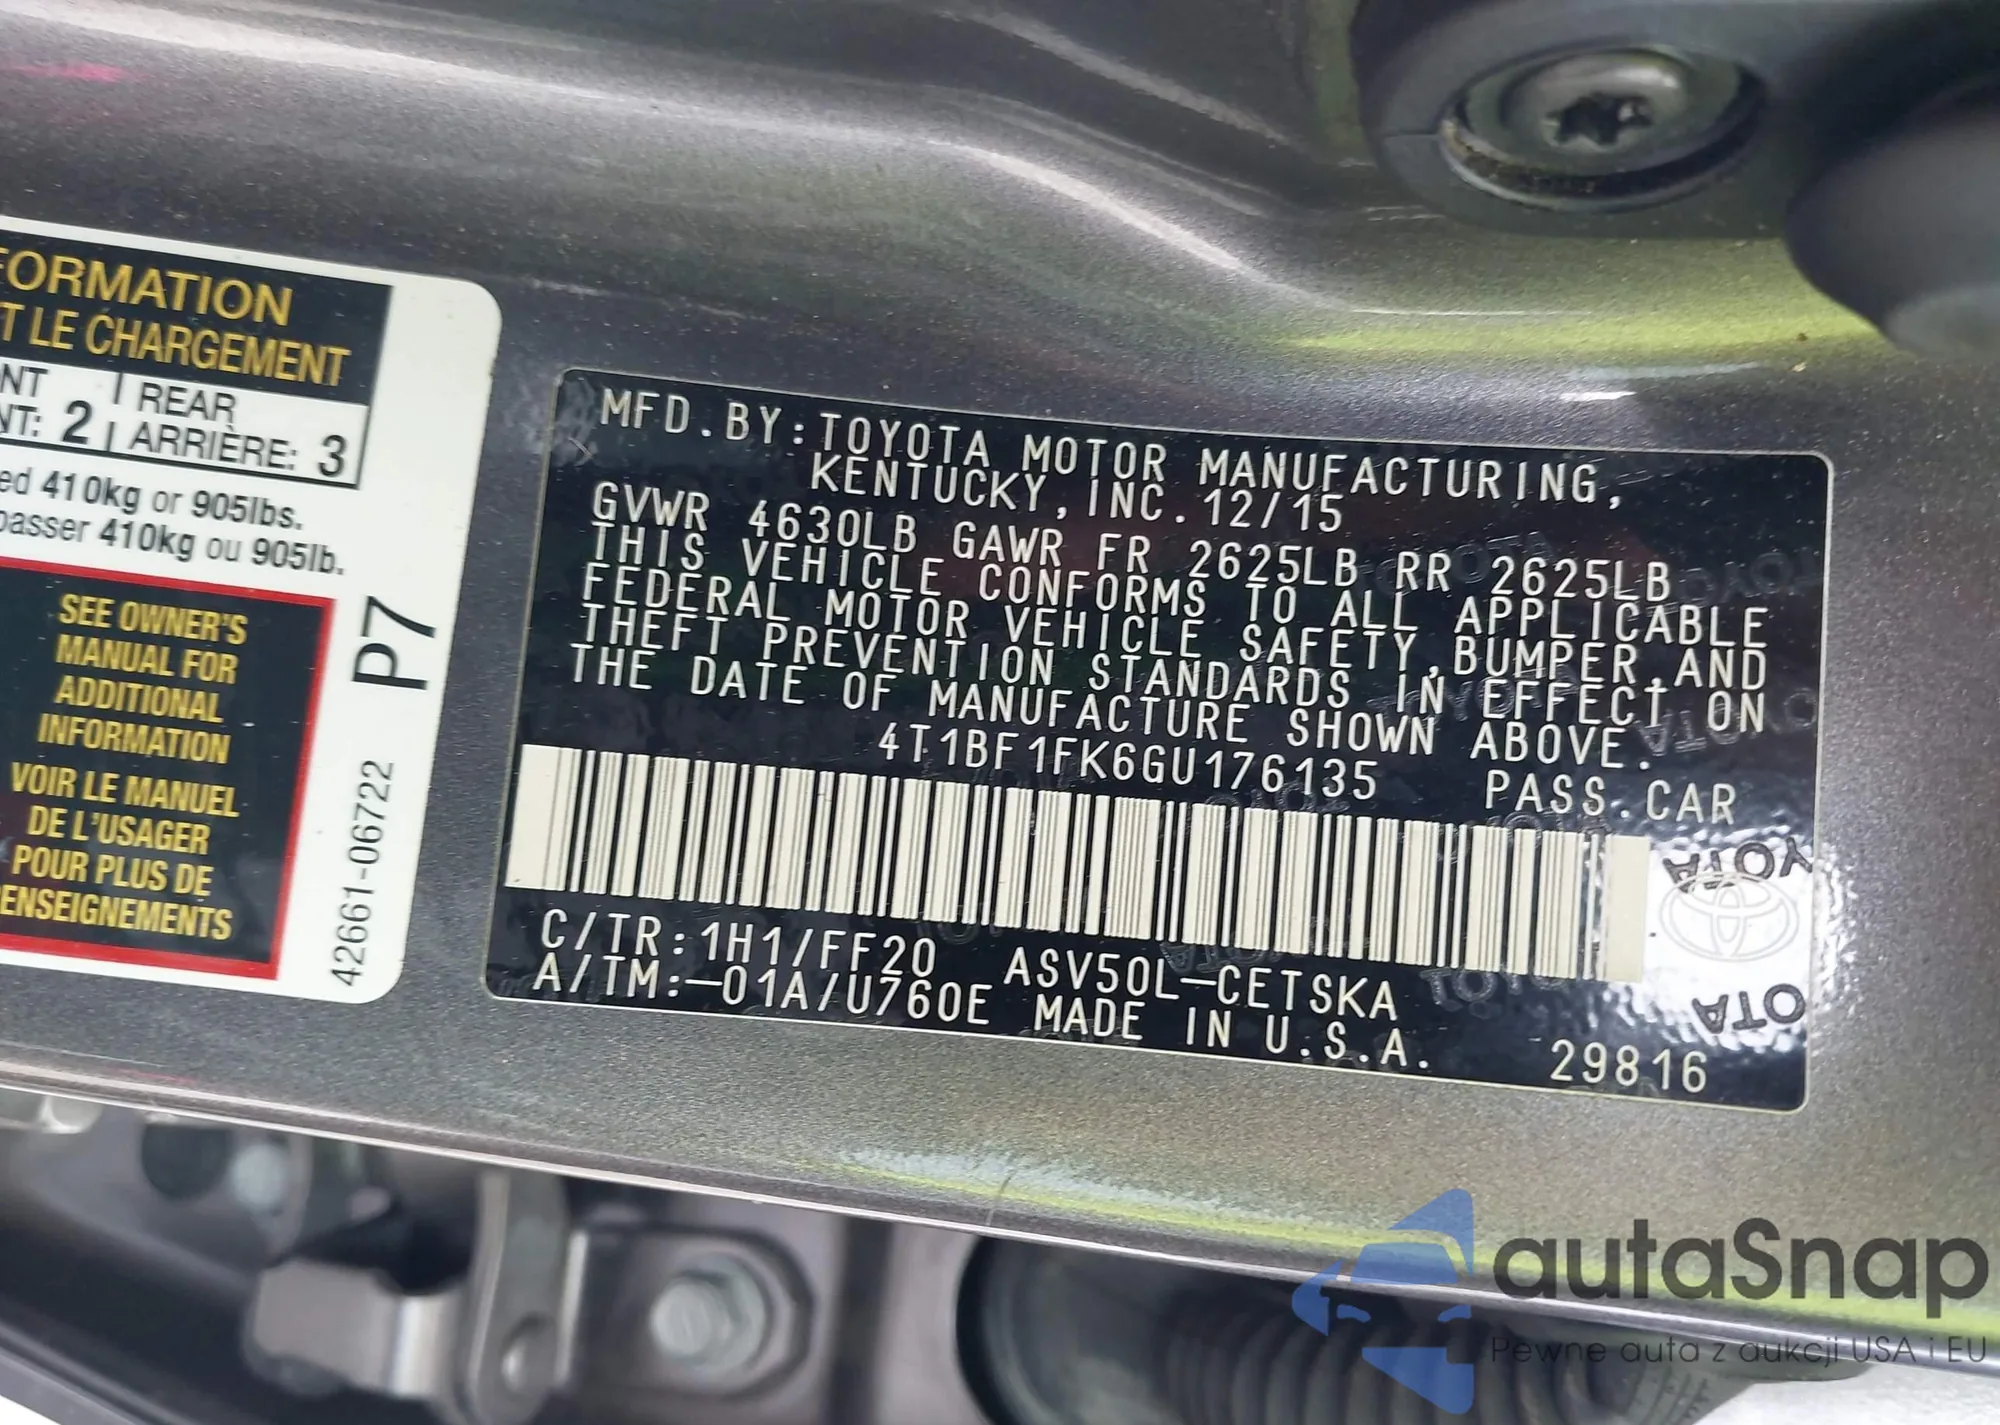 FORMATION
T LE CHARGEMENT
NT | REAR
NT: 2 | ARRIÈRE: 3
ed 410kg or 905lbs.
passer 410kg ou 905lb.
SEE OWNER'S
MANUAL FOR
ADDITIONAL
INFORMATION
VOIR LE MANUEL
DE L'USAGER
POUR PLUS DE
RENSEIGNEMENTS
P7
42661-06722
MFD. BY: TOYOTA MOTOR MANUFACTURING,
KENTUCKY, INC. 12/15
GVWR 4630LB GAWR FR 2625LB RR 2625LB
THIS VEHICLE CONFORMS TO ALL APPLICABLE
FEDERAL MOTOR VEHICLE SAFETY, BUMPER, AND
THEFT PREVENTION STANDARDS IN EFFECT ON
THE DATE OF MANUFACTURE SHOWN ABOVE.
4T1BF1FK6GU176135 PASS. CAR
C/TR: 1H1/FF20 ASV50L-CETSKA
A/TM: -01A/U760E MADE IN U.S.A.
29816
TOYOTA
TOYOTA
autaSnap
Pewne auta z aukcji USA i EU